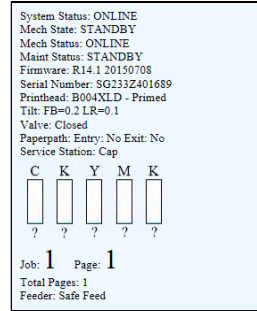 System Status: ONLINE
Mech State: STANDBY
Mech Status: ONLINE
Maint Status: STANDBY
Firmware: R14.1 20150708
Serial Number: SG233Z401689
Printhead: B004XLD - Primed
Tilt: FB=0.2 LR=0.1
Valve: Closed
Paperpath: Entry: No Exit: No
Service Station: Cap
C K Y M K
? ? ? ? ?
Job: 1 Page: 1
Total Pages: 1
Feeder: Safe Feed